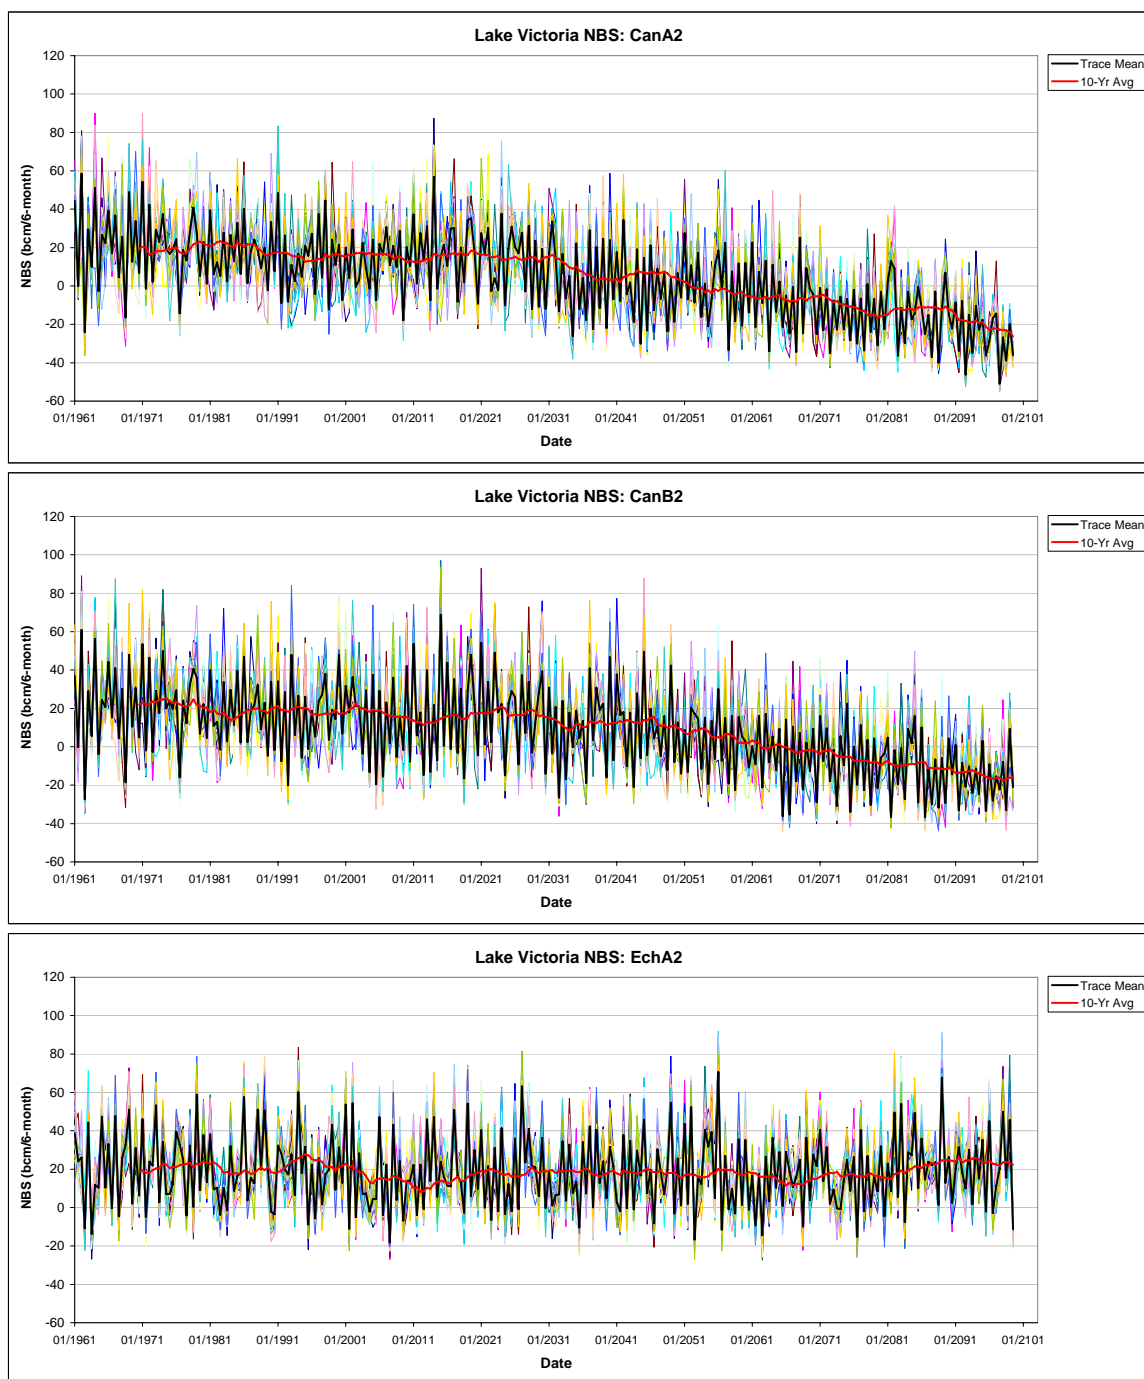 Lake Victoria NBS: CanA2
120
100
80
60
40
20
0
-20
-40
-60
NBS (bcm/6-month)
01/1961 01/1971 01/1981 01/1991 01/2001 01/2011 01/2021 01/2031 01/2041 01/2051 01/2061 01/2071 01/2081 01/2091 01/2101
Date
Trace Mean
10-Yr Avg
Lake Victoria NBS: CanB2
120
100
80
60
40
20
0
-20
-40
-60
NBS (bcm/6-month)
01/1961 01/1971 01/1981 01/1991 01/2001 01/2011 01/2021 01/2031 01/2041 01/2051 01/2061 01/2071 01/2081 01/2091 01/2101
Date
Trace Mean
10-Yr Avg
Lake Victoria NBS: EchA2
120
100
80
60
40
20
0
-20
-40
-60
NBS (bcm/6-month)
01/1961 01/1971 01/1981 01/1991 01/2001 01/2011 01/2021 01/2031 01/2041 01/2051 01/2061 01/2071 01/2081 01/2091 01/2101
Date
Trace Mean
10-Yr Avg